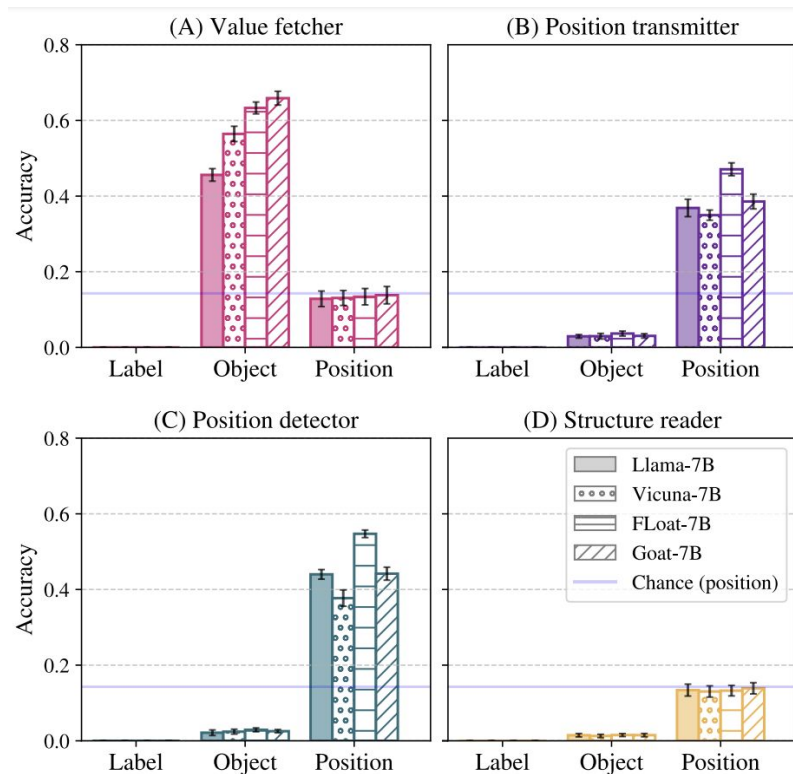 (A) Value fetcher
(B) Position transmitter
0.8
0.6
0.4
0.2
0.0
Accuracy
Label Object Position
Label Object Position
(C) Position detector
(D) Structure reader
0.8
0.6
0.4
0.2
0.0
Accuracy
Llama-7B
Vicuna-7B
FLoat-7B
Goat-7B
Chance (position)
Label Object Position
Label Object Position